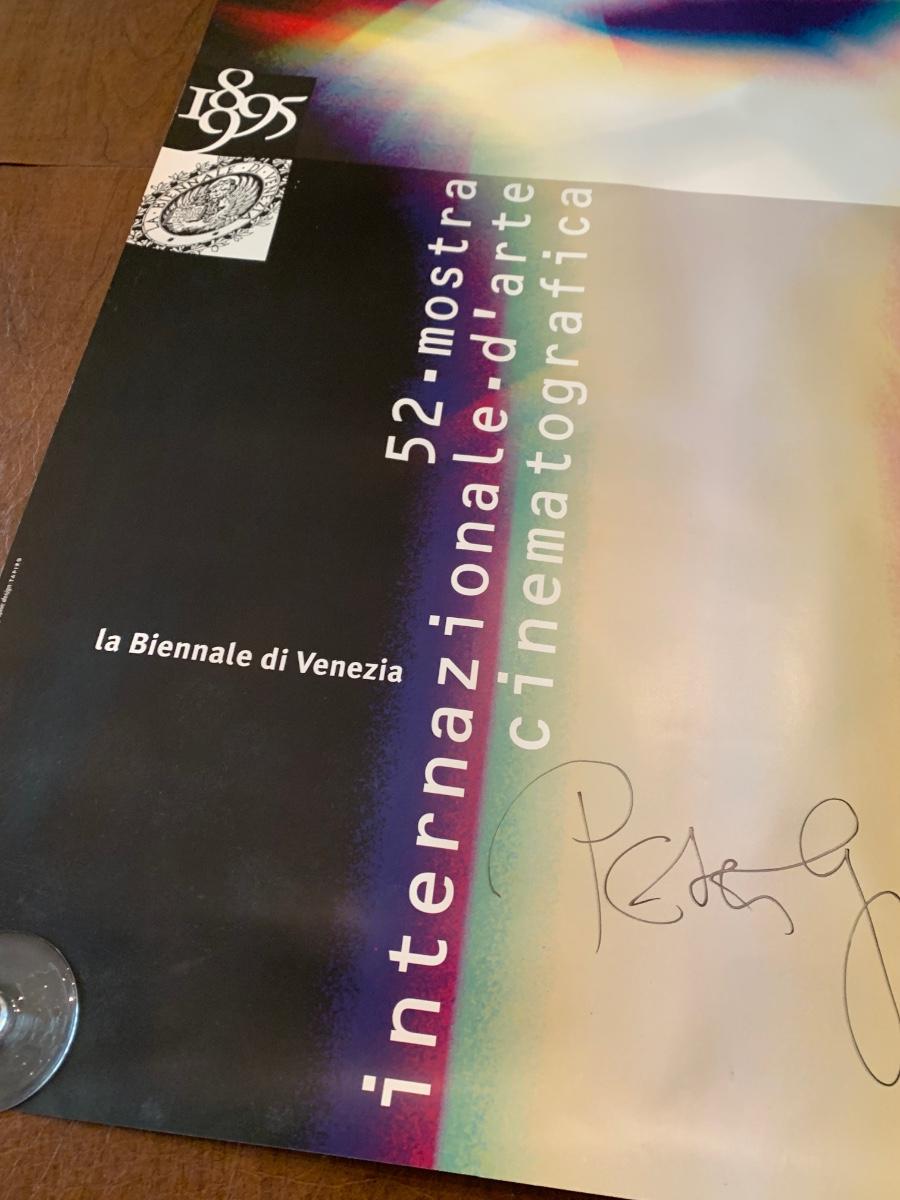 1895
1995
52·mostra
internazionale·d'arte
cinematografica
la Biennale di Venezia